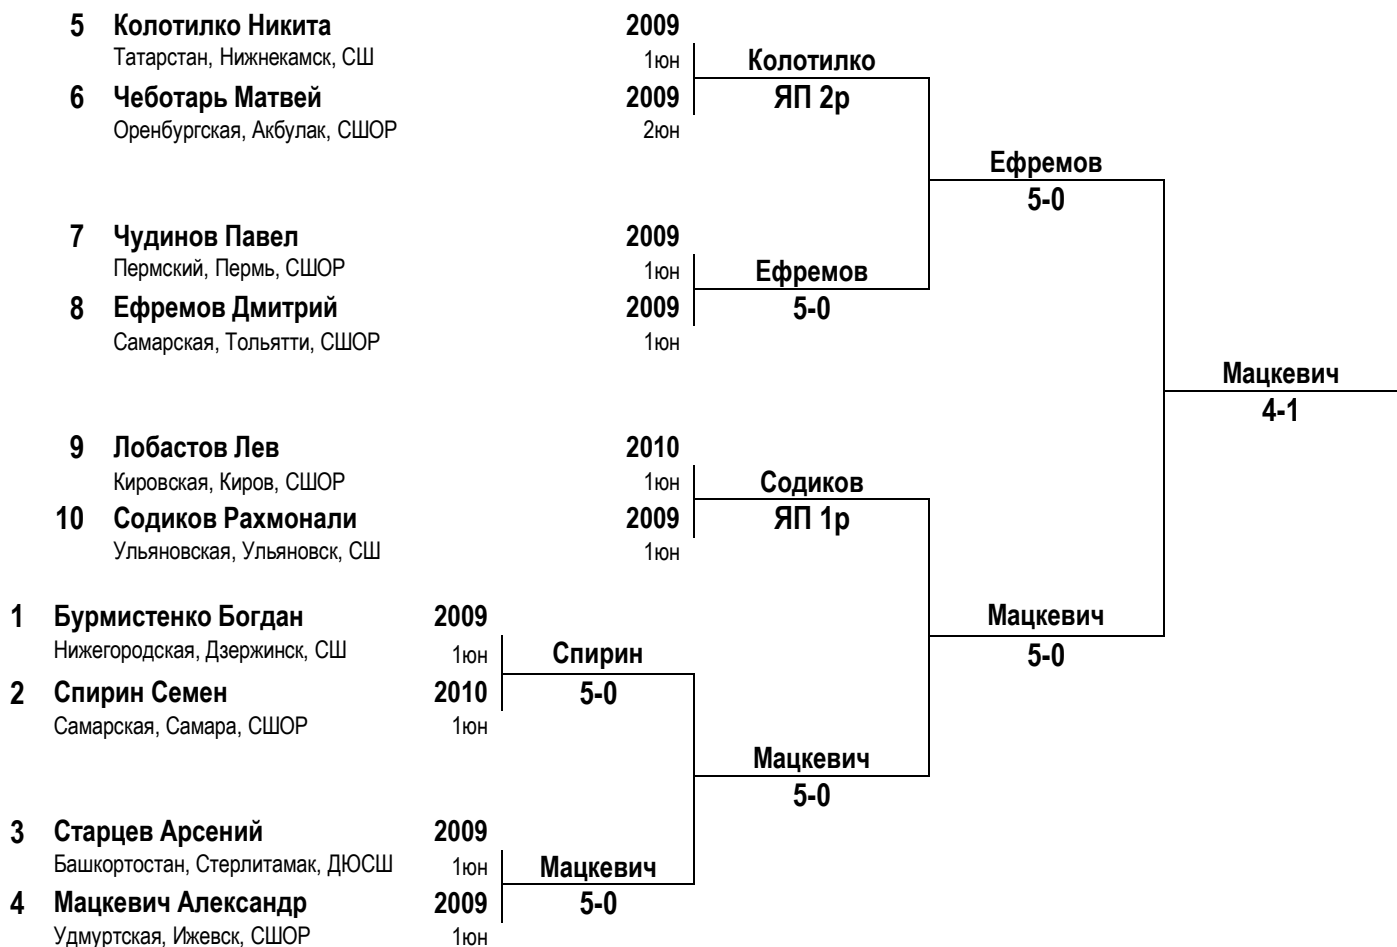 5 Колотилко Никита 2009
Татарстан, Нижнекамск, СШ 1юн
Колотилко
6 Чеботарь Матвей 2009
ЯП 2р
Оренбургская, Акбулак, СШОР 2юн
Ефремов
5-0
7 Чудинов Павел 2009
Пермский, Пермь, СШОР 1юн
Ефремов
8 Ефремов Дмитрий 2009
5-0
Самарская, Тольятти, СШОР 1юн
Мацкевич
4-1
9 Лобастов Лев 2010
Кировская, Киров, СШОР 1юн
Содиков
10 Содиков Рахмонали 2009
ЯП 1р
Ульяновская, Ульяновск, СШ 1юн
1 Бурмистенко Богдан 2009
Мацкевич
Нижегородская, Дзержинск, СШ 1юн
Спирин
5-0
2 Спирин Семен 2010
5-0
Самарская, Самара, СШОР 1юн
Мацкевич
5-0
3 Старцев Арсений 2009
Башкортостан, Стерлитамак, ДЮСШ 1юн
Мацкевич
4 Мацкевич Александр 2009
5-0
Удмуртская, Ижевск, СШОР 1юн